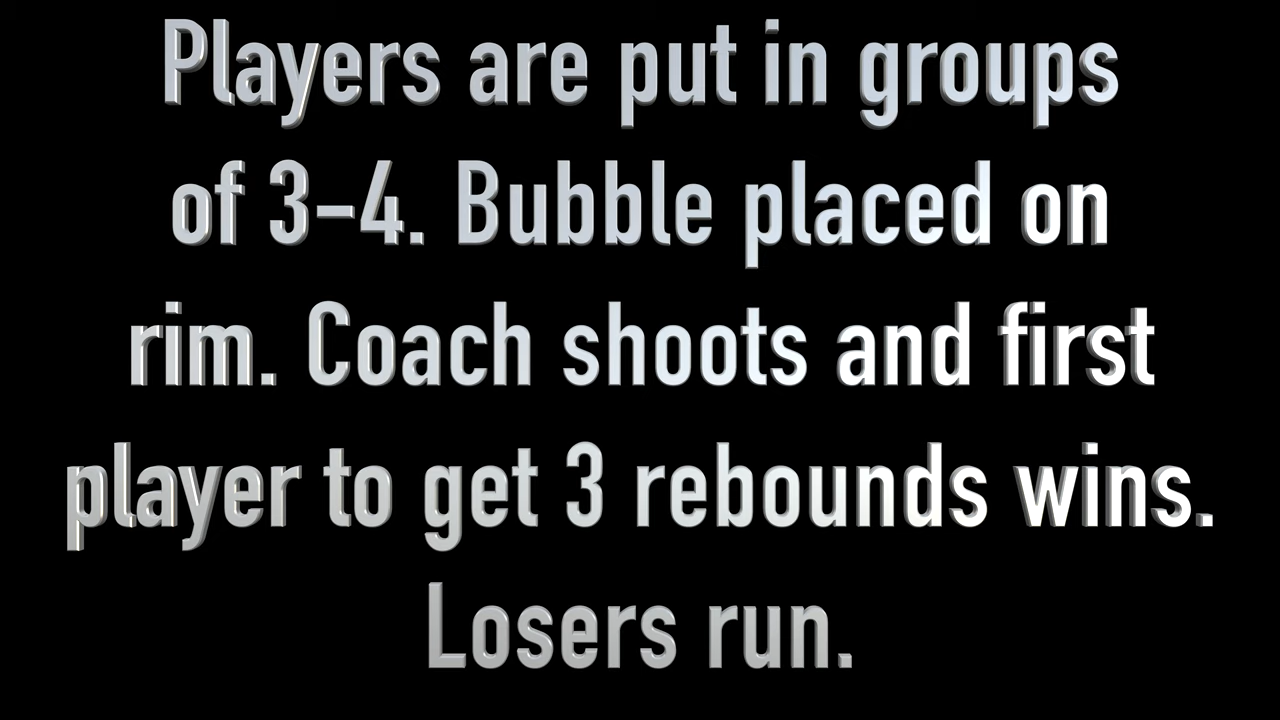 Players are put in groups
of 3-4. Bubble placed on
rim. Coach shoots and first
player to get 3 rebounds wins.
Losers run.